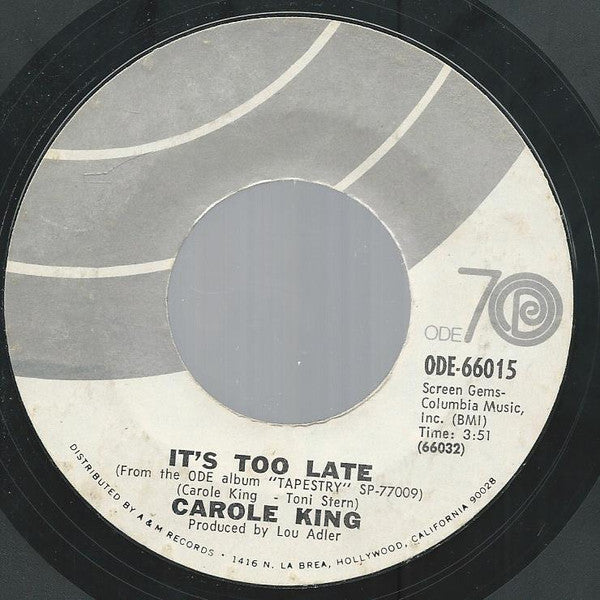 ODE 70
ODE-66015
Screen Gems-
Columbia Music,
Inc. (BMI)
Time: 3:51
(66032)
IT'S TOO LATE
(From the ODE album "TAPESTRY" SP-77009)
(Carole King - Toni Stern)
CAROLE KING
Produced by Lou Adler
DISTRIBUTED BY A & M RECORDS • 1416 N. LA BREA, HOLLYWOOD, CALIFORNIA 90028